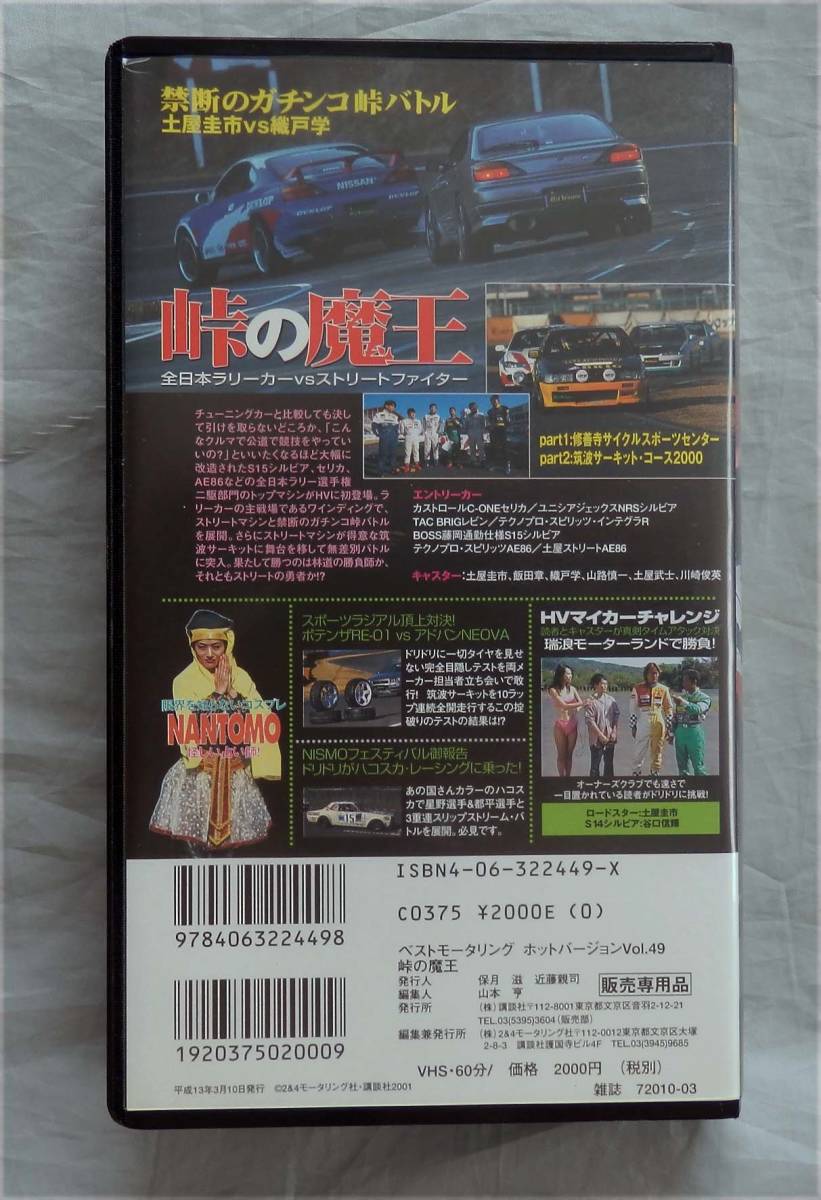 禁断のガチンコ峠バトル
土屋圭市vs織戸学
NISSAN
DUNLOP
DUNLOP
峠の魔王
全日本ラリーカーvsストリートファイター
チューニングカーと比較しても決し
て引けを取らないどころか、「こん
なクルマで公道で競技をやってい
いの?」といいたくなるほど大幅に
改造されたS15シルビア、セリカ、
AE86などの全日本ラリー選手権
二駆部門のトップマシンがHVに初登場。ラ
リーカーの主戦場であるワインディングで、
ストリートマシンと禁断のガチンコ峠バトル
を展開。さらにストリートマシンが得意な筑
波サーキットに舞台を移して無差別バトル
に突入。果たして勝つのは林道の勝負師か、
それともストリートの勇者か!?
part1:修善寺サイクルスポーツセンター
part2:筑波サーキット・コース2000
エントリーカー
カストロールC-ONEセリカ/ユニシアジェックスNRSシルビア
TAC BRIGレビン/テクノプロ・スピリッツ・インテグラR
BOSS藤岡通勤仕様S15シルビア
テクノプロ・スピリッツAE86/土屋ストリートAE86
キャスター:土屋圭市、飯田章、織戸学、山路慎一、土屋武士、川崎俊英
限界を知らないコスプレ
NANTOMO
怪しい占い師!
スポーツラジアル頂上対決!
ポテンザRE-01 vs アドバンNEOVA
ドリドリに一切タイヤを見せ
ない完全目隠しテストを両メ
ーカー担当者立ち会いで敢
行! 筑波サーキットを10ラッ
プ連続全開走行するこの掟
破りのテストの結果は!?
NISMOフェスティバル御報告
ドリドリがハコスカ・レーシングに乗った!
15
あの国さんカラーのハコス
カで星野選手&都平選手と
3重連スリップストリーム・バ
トルを展開。必見です。
HVマイカーチャレンジ
読者とキャスターが真剣タイムアタック対決
瑞浪モーターランドで勝負!
オーナーズクラブでも速さで
一目置かれている読者がドリドリに挑戦!
ロードスター:土屋圭市
S14シルビア:谷口信輝
ISBN4-06-322449-X
C0375 ¥2000E (0)
9784063224498
1920375020009
ベストモータリング ホットバージョンVol.49
峠の魔王
発行人 保月 滋 近藤親司
編集人 山本 亨
販売専用品
発行所 (株)講談社〒112-8001東京都文京区音羽2-12-21
TEL.03(5395)3604(販売部)
編集兼発行所 (株)2&4モータリング社〒112-0012東京都文京区大塚
2-8-3 講談社護国寺ビル4F TEL.03(3945)9685
VHS・60分/ 価格 2000円 (税別)
平成13年3月10日発行 ©2&4モータリング社・講談社2001
雑誌 72010-03